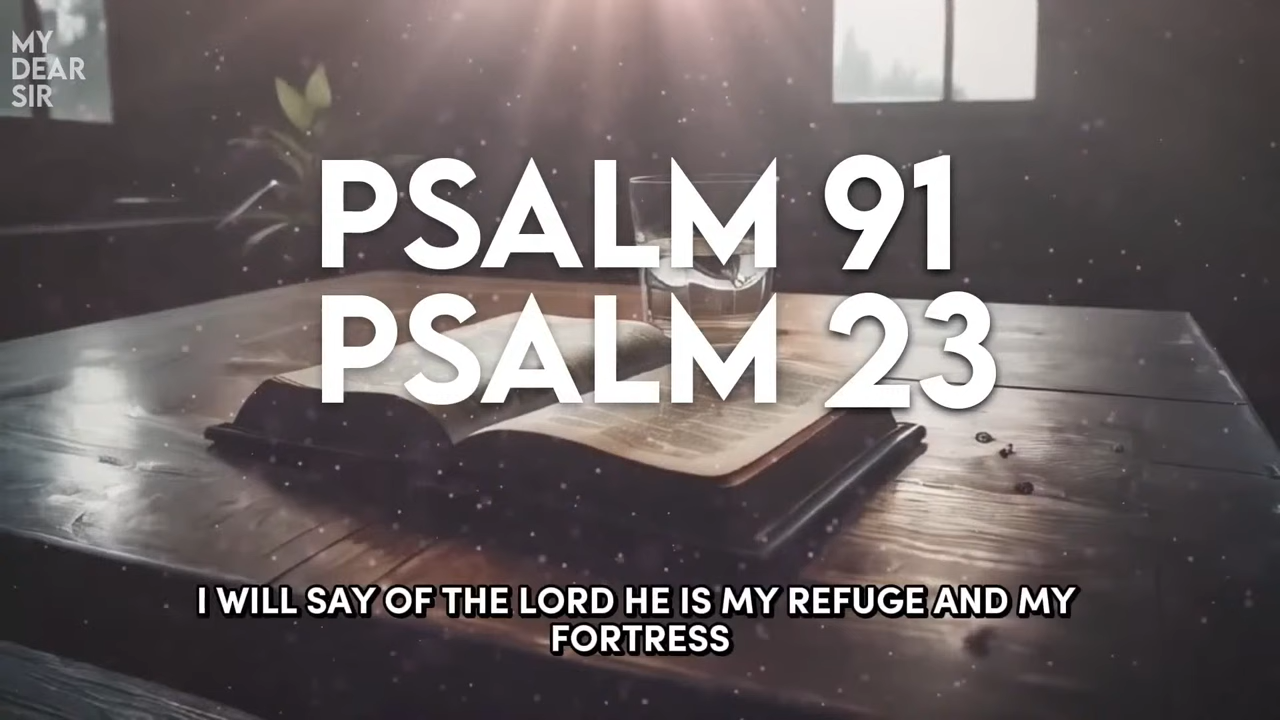 MY
DEAR
SIR
PSALM 91
PSALM 23
I WILL SAY OF THE LORD HE IS MY REFUGE AND MY
FORTRESS